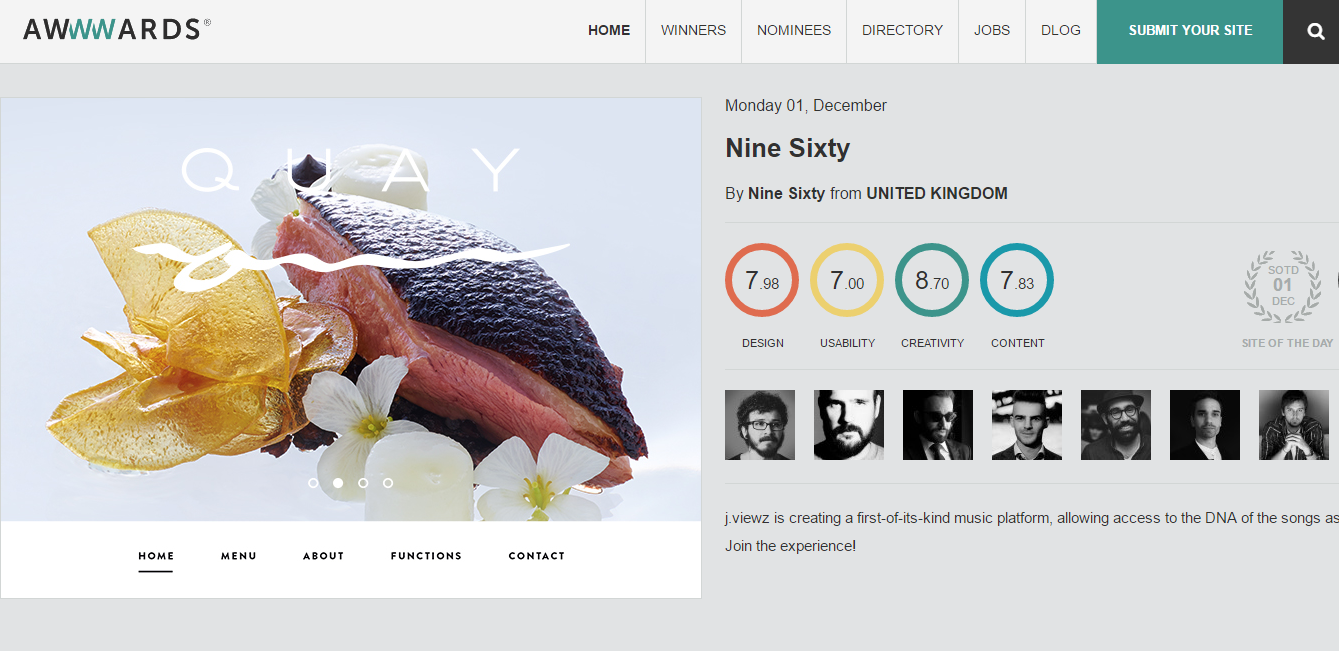 AWWWARDS®
HOME WINNERS NOMINEES DIRECTORY JOBS DLOG SUBMIT YOUR SITE
QUAY
HOME MENU ABOUT FUNCTIONS CONTACT
Monday 01, December
Nine Sixty
By Nine Sixty from UNITED KINGDOM
7.98 7.00 8.70 7.83
DESIGN USABILITY CREATIVITY CONTENT
SOTD
01
DEC
SITE OF THE DAY
j.viewz is creating a first-of-its-kind music platform, allowing access to the DNA of the songs as
Join the experience!